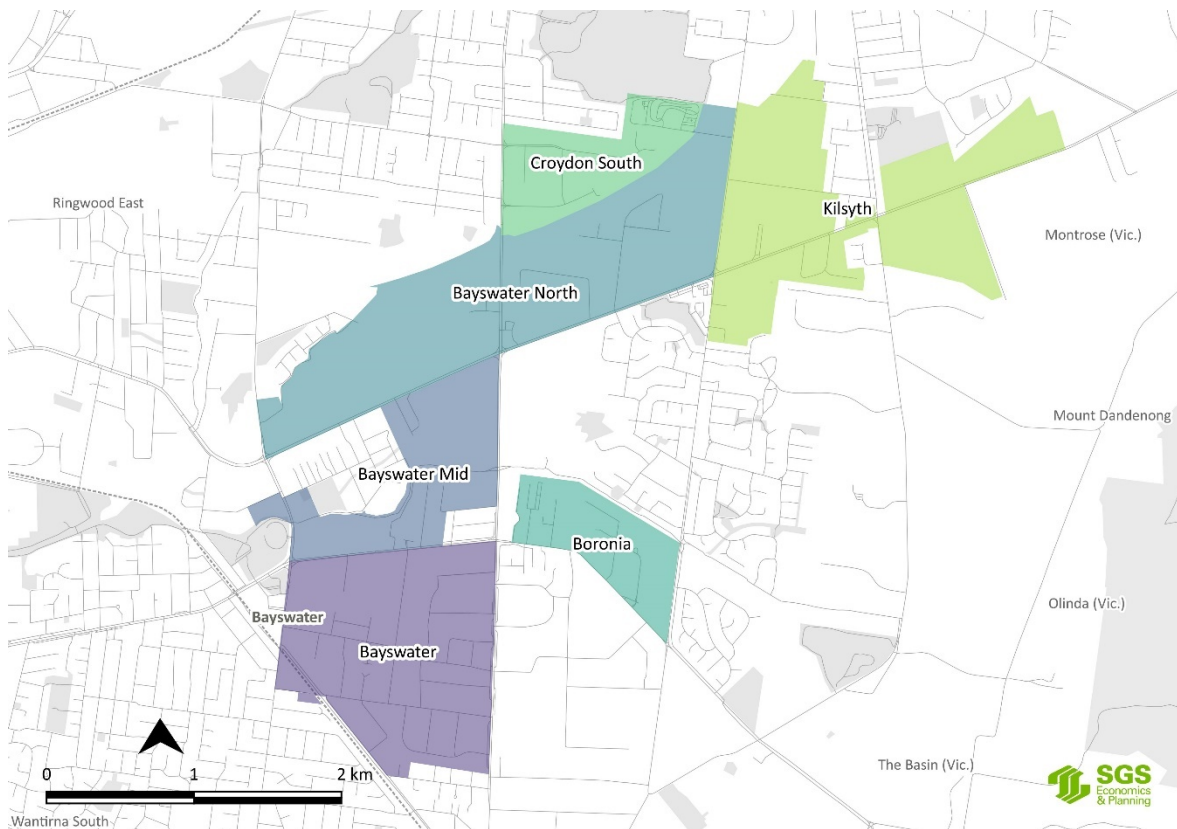 Croydon South
Ringwood East
Kilsyth
Montrose (Vic.)
Bayswater North
Mount Dandenong
Bayswater Mid
Boronia
Olinda (Vic.)
Bayswater
Bayswater
0 1 2 km
The Basin (Vic.)
SGS
Economics
& Planning
Wantirna South